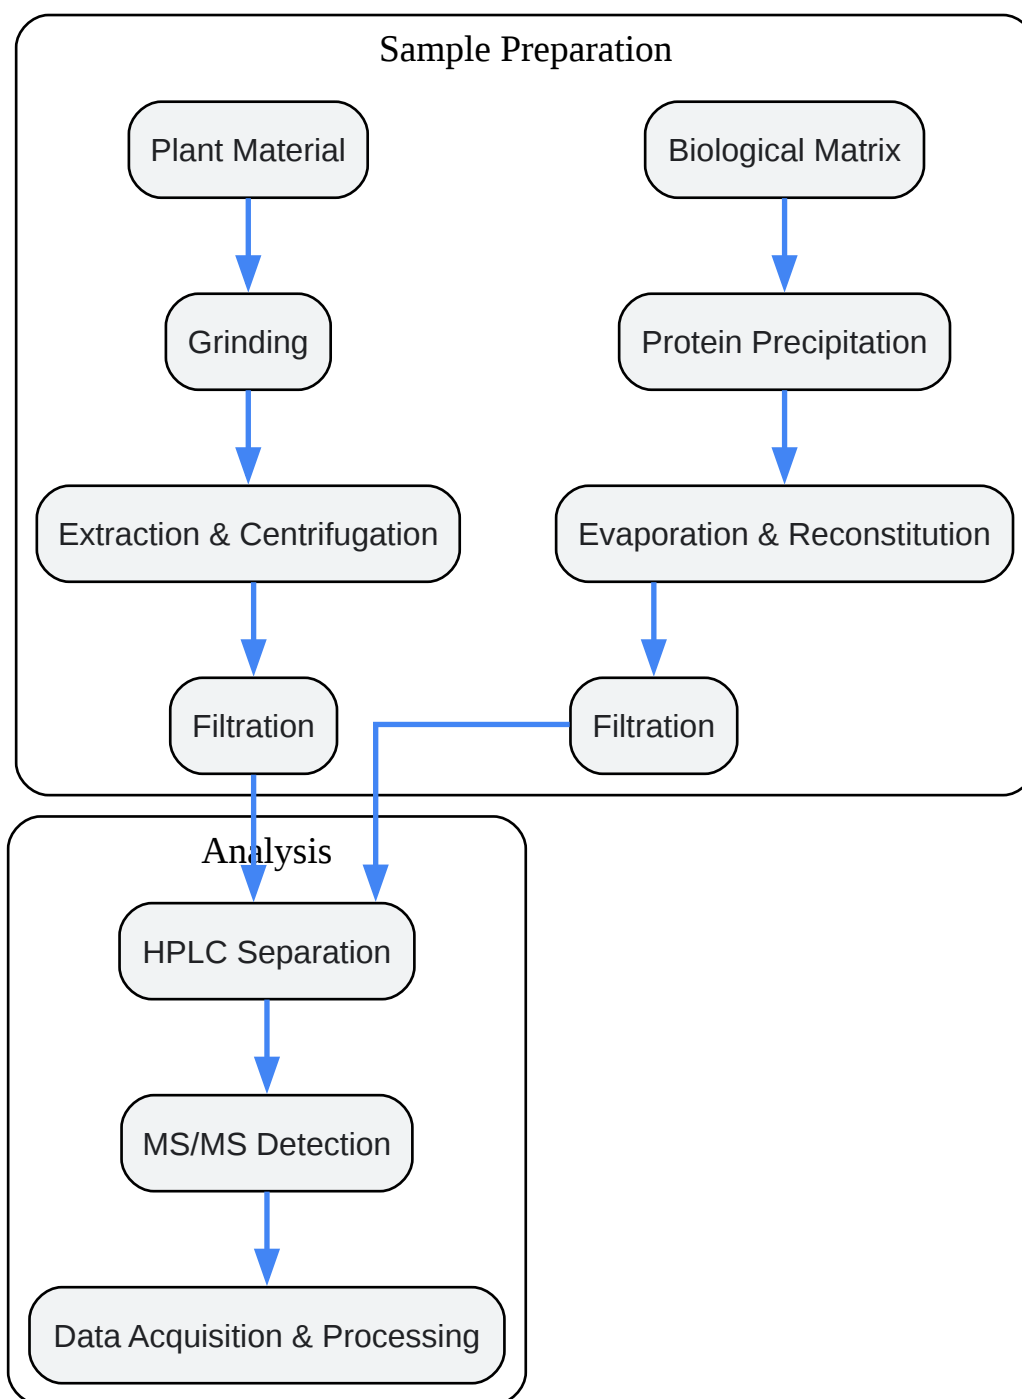 Sample Preparation
Plant Material
Biological Matrix
Grinding
Protein Precipitation
Extraction & Centrifugation
Evaporation & Reconstitution
Filtration
Filtration
Analysis
HPLC Separation
MS/MS Detection
Data Acquisition & Processing